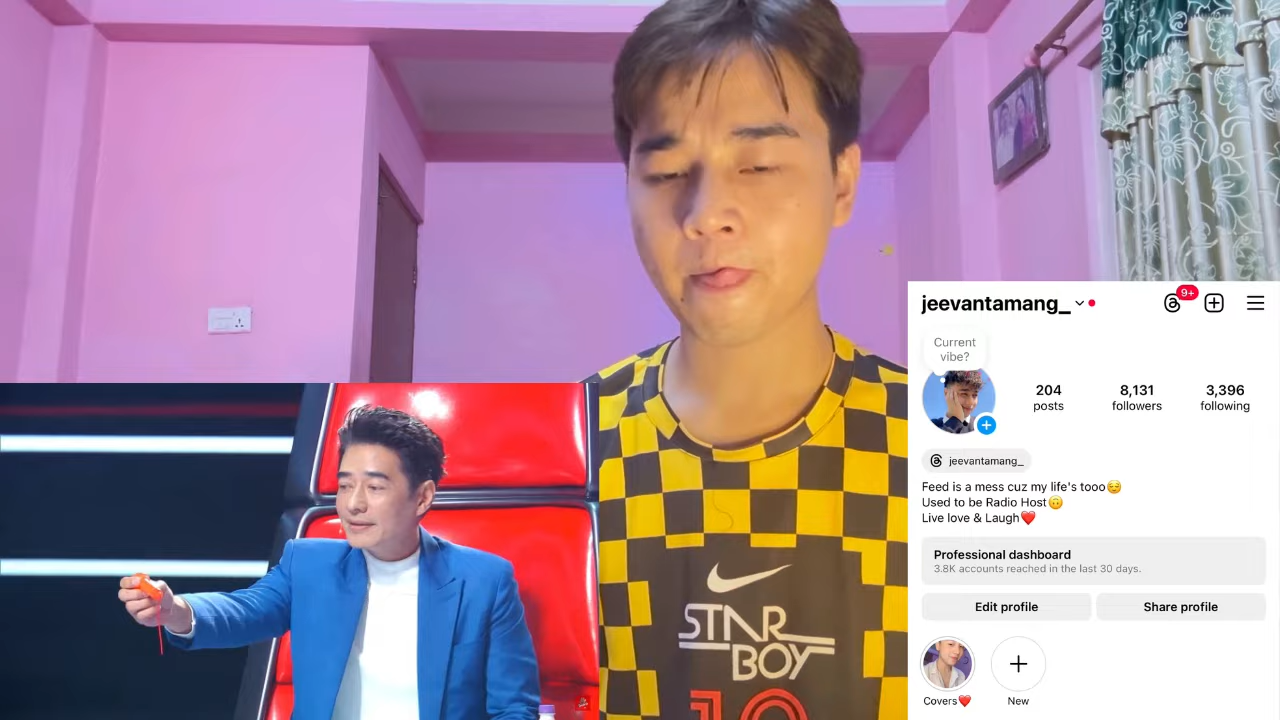 STAR
BOY
10
jeevantamang_
9+
Current
vibe?
204
posts
8,131
followers
3,396
following
jeevantamang_
Feed is a mess cuz my life's tooo😌
Used to be Radio Host🙃
Live love & Laugh❤️
Professional dashboard
3.8K accounts reached in the last 30 days.
Edit profile
Share profile
Covers❤️
New